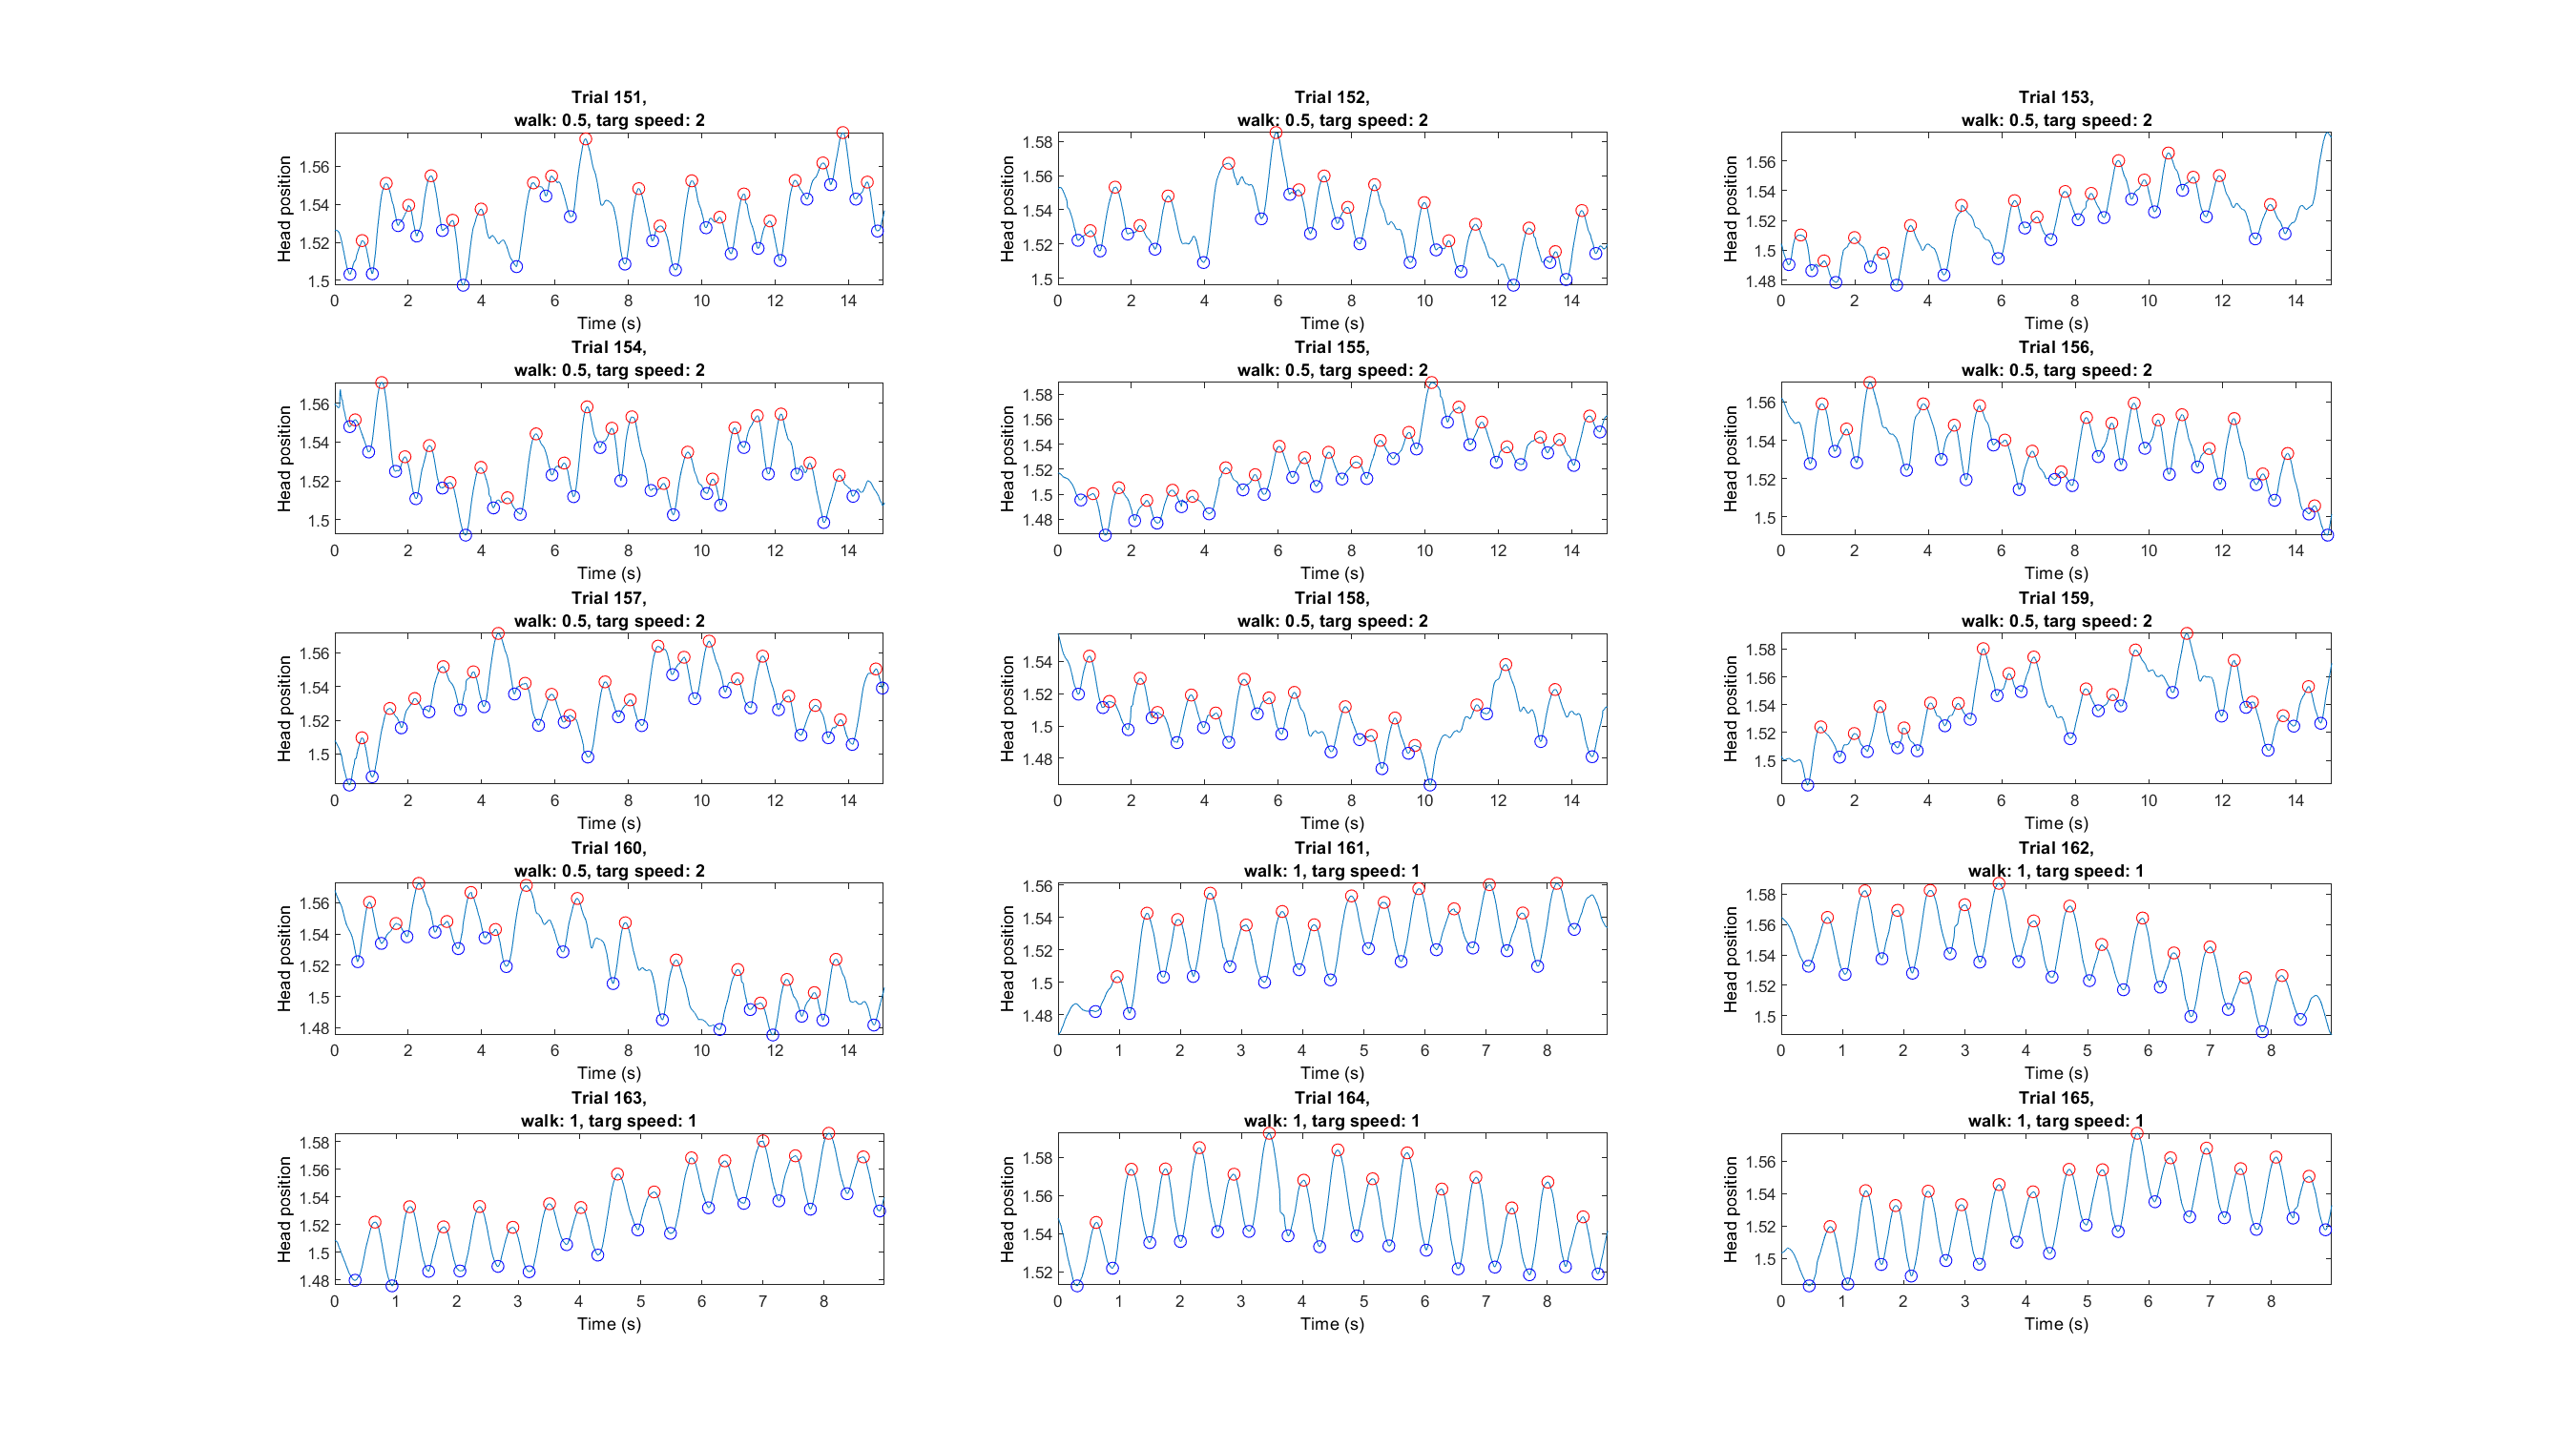 Trial 151,
walk: 0.5, targ speed: 2
Head position
1.56
1.54
1.52
1.5
0 2 4 6 8 10 12 14
Time (s)
Trial 152,
walk: 0.5, targ speed: 2
Head position
1.58
1.56
1.54
1.52
1.5
0 2 4 6 8 10 12 14
Time (s)
Trial 153,
walk: 0.5, targ speed: 2
Head position
1.56
1.54
1.52
1.5
1.48
0 2 4 6 8 10 12 14
Time (s)
Trial 154,
walk: 0.5, targ speed: 2
Head position
1.56
1.54
1.52
1.5
0 2 4 6 8 10 12 14
Time (s)
Trial 155,
walk: 0.5, targ speed: 2
Head position
1.58
1.56
1.54
1.52
1.5
1.48
0 2 4 6 8 10 12 14
Time (s)
Trial 156,
walk: 0.5, targ speed: 2
Head position
1.56
1.54
1.52
1.5
0 2 4 6 8 10 12 14
Time (s)
Trial 157,
walk: 0.5, targ speed: 2
Head position
1.56
1.54
1.52
1.5
0 2 4 6 8 10 12 14
Time (s)
Trial 158,
walk: 0.5, targ speed: 2
Head position
1.54
1.52
1.5
1.48
0 2 4 6 8 10 12 14
Time (s)
Trial 159,
walk: 0.5, targ speed: 2
Head position
1.58
1.56
1.54
1.52
1.5
0 2 4 6 8 10 12 14
Time (s)
Trial 160,
walk: 0.5, targ speed: 2
Head position
1.56
1.54
1.52
1.5
1.48
0 2 4 6 8 10 12 14
Time (s)
Trial 161,
walk: 1, targ speed: 1
Head position
1.56
1.54
1.52
1.5
1.48
0 1 2 3 4 5 6 7 8
Time (s)
Trial 162,
walk: 1, targ speed: 1
Head position
1.58
1.56
1.54
1.52
1.5
0 1 2 3 4 5 6 7 8
Time (s)
Trial 163,
walk: 1, targ speed: 1
Head position
1.58
1.56
1.54
1.52
1.5
1.48
0 1 2 3 4 5 6 7 8
Time (s)
Trial 164,
walk: 1, targ speed: 1
Head position
1.58
1.56
1.54
1.52
0 1 2 3 4 5 6 7 8
Time (s)
Trial 165,
walk: 1, targ speed: 1
Head position
1.56
1.54
1.52
1.5
0 1 2 3 4 5 6 7 8
Time (s)